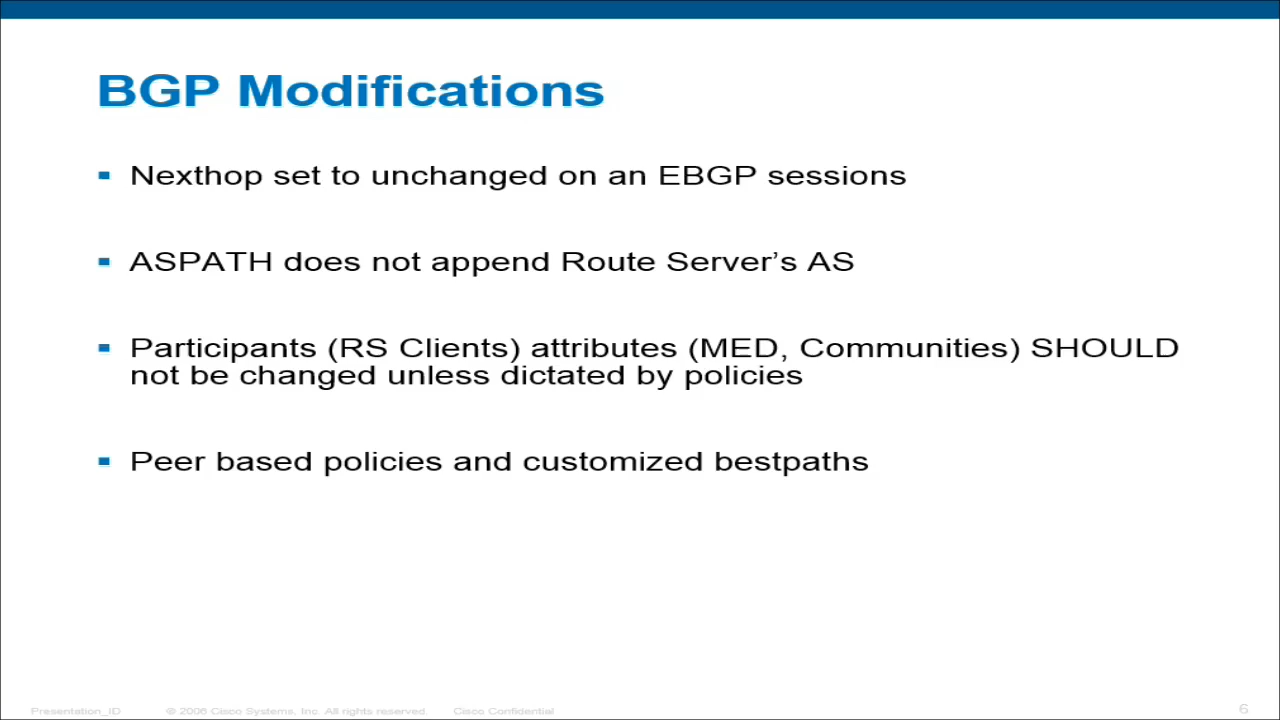 BGP Modifications
Nexthop set to unchanged on an EBGP sessions
ASPATH does not append Route Server’s AS
Participants (RS Clients) attributes (MED, Communities) SHOULD
not be changed unless dictated by policies
Peer based policies and customized bestpaths
Presentation_ID © 2006 Cisco Systems, Inc. All rights reserved. Cisco Confidential 6